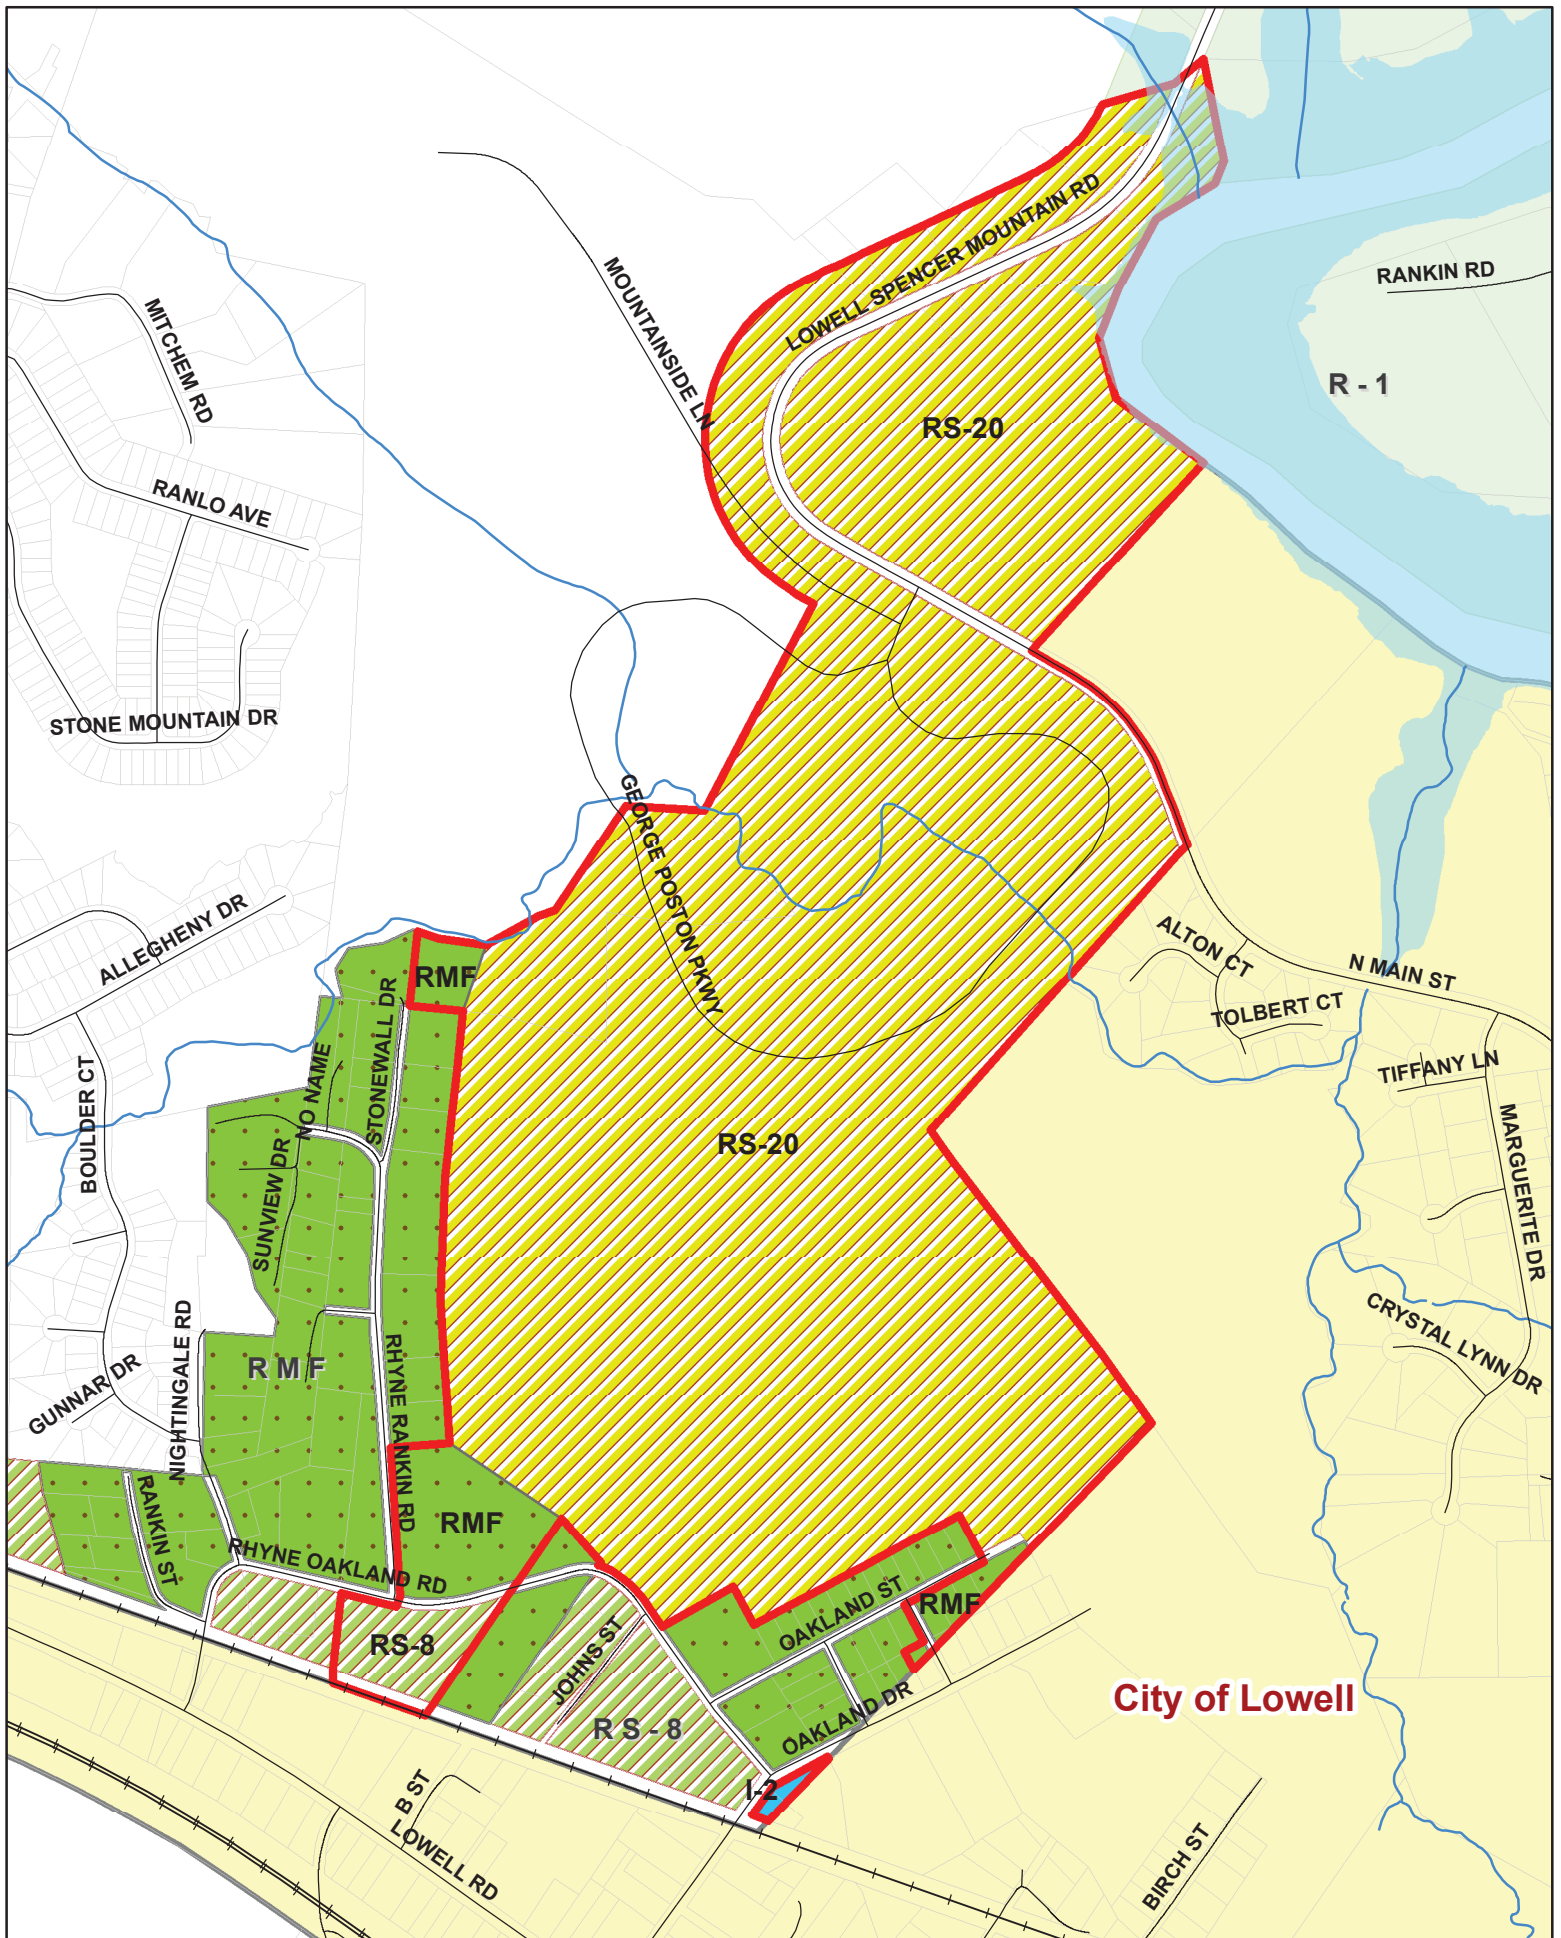 RANKIN RD
LOWELL SPENCER MOUNTAIN RD
MOUNTAINSIDE LN
MITCHEM RD
R - 1
RS-20
RANLO AVE
STONE MOUNTAIN DR
GEORGE POSTON PKWY
ALLEGHENY DR
ALTON CT
N MAIN ST
RMF
TOLBERT CT
STONEWALL DR
NO NAME
TIFFANY LN
BOULDER CT
MARGUERITE DR
RS-20
SUNVIEW DR
CRYSTAL LYNN DR
NIGHTINGALE RD
R M F
RHYNE RANKIN RD
GUNNAR DR
RANKIN ST
RMF
RHYNE OAKLAND RD
OAKLAND ST
RMF
RS-8
JOHNS ST
City of Lowell
R S - 8
OAKLAND DR
I-2
B ST
LOWELL RD
BIRCH ST